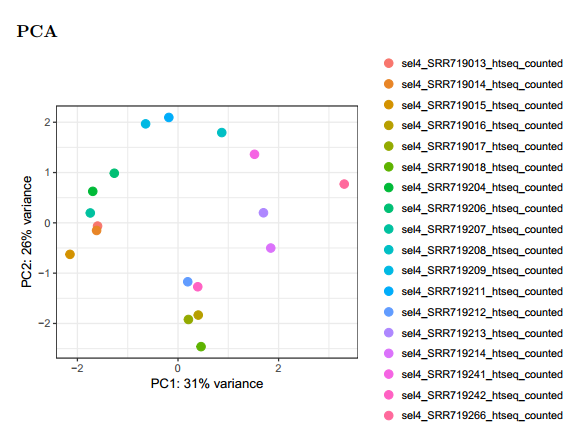 PCA
PC2: 26% variance
2
1
0
−1
−2
−2
0
2
PC1: 31% variance
sel4_SRR719013_htseq_counted
sel4_SRR719014_htseq_counted
sel4_SRR719015_htseq_counted
sel4_SRR719016_htseq_counted
sel4_SRR719017_htseq_counted
sel4_SRR719018_htseq_counted
sel4_SRR719204_htseq_counted
sel4_SRR719206_htseq_counted
sel4_SRR719207_htseq_counted
sel4_SRR719208_htseq_counted
sel4_SRR719209_htseq_counted
sel4_SRR719211_htseq_counted
sel4_SRR719212_htseq_counted
sel4_SRR719213_htseq_counted
sel4_SRR719214_htseq_counted
sel4_SRR719241_htseq_counted
sel4_SRR719242_htseq_counted
sel4_SRR719266_htseq_counted